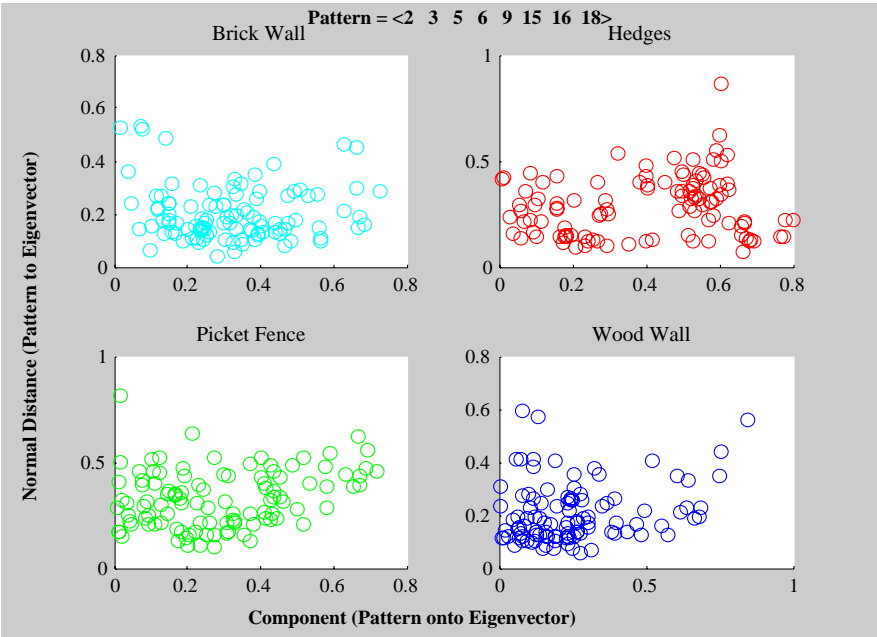 Pattern = <2 3 5 6 9 15 16 18>
Brick Wall
Hedges
0.8
0.6
0.4
0.2
0
0 0.2 0.4 0.6 0.8
1
0.5
0
0 0.2 0.4 0.6 0.8
Normal Distance (Pattern to Eigenvector)
Picket Fence
Wood Wall
1
0.5
0
0 0.2 0.4 0.6 0.8
0.8
0.6
0.4
0.2
0
0 0.5 1
Component (Pattern onto Eigenvector)